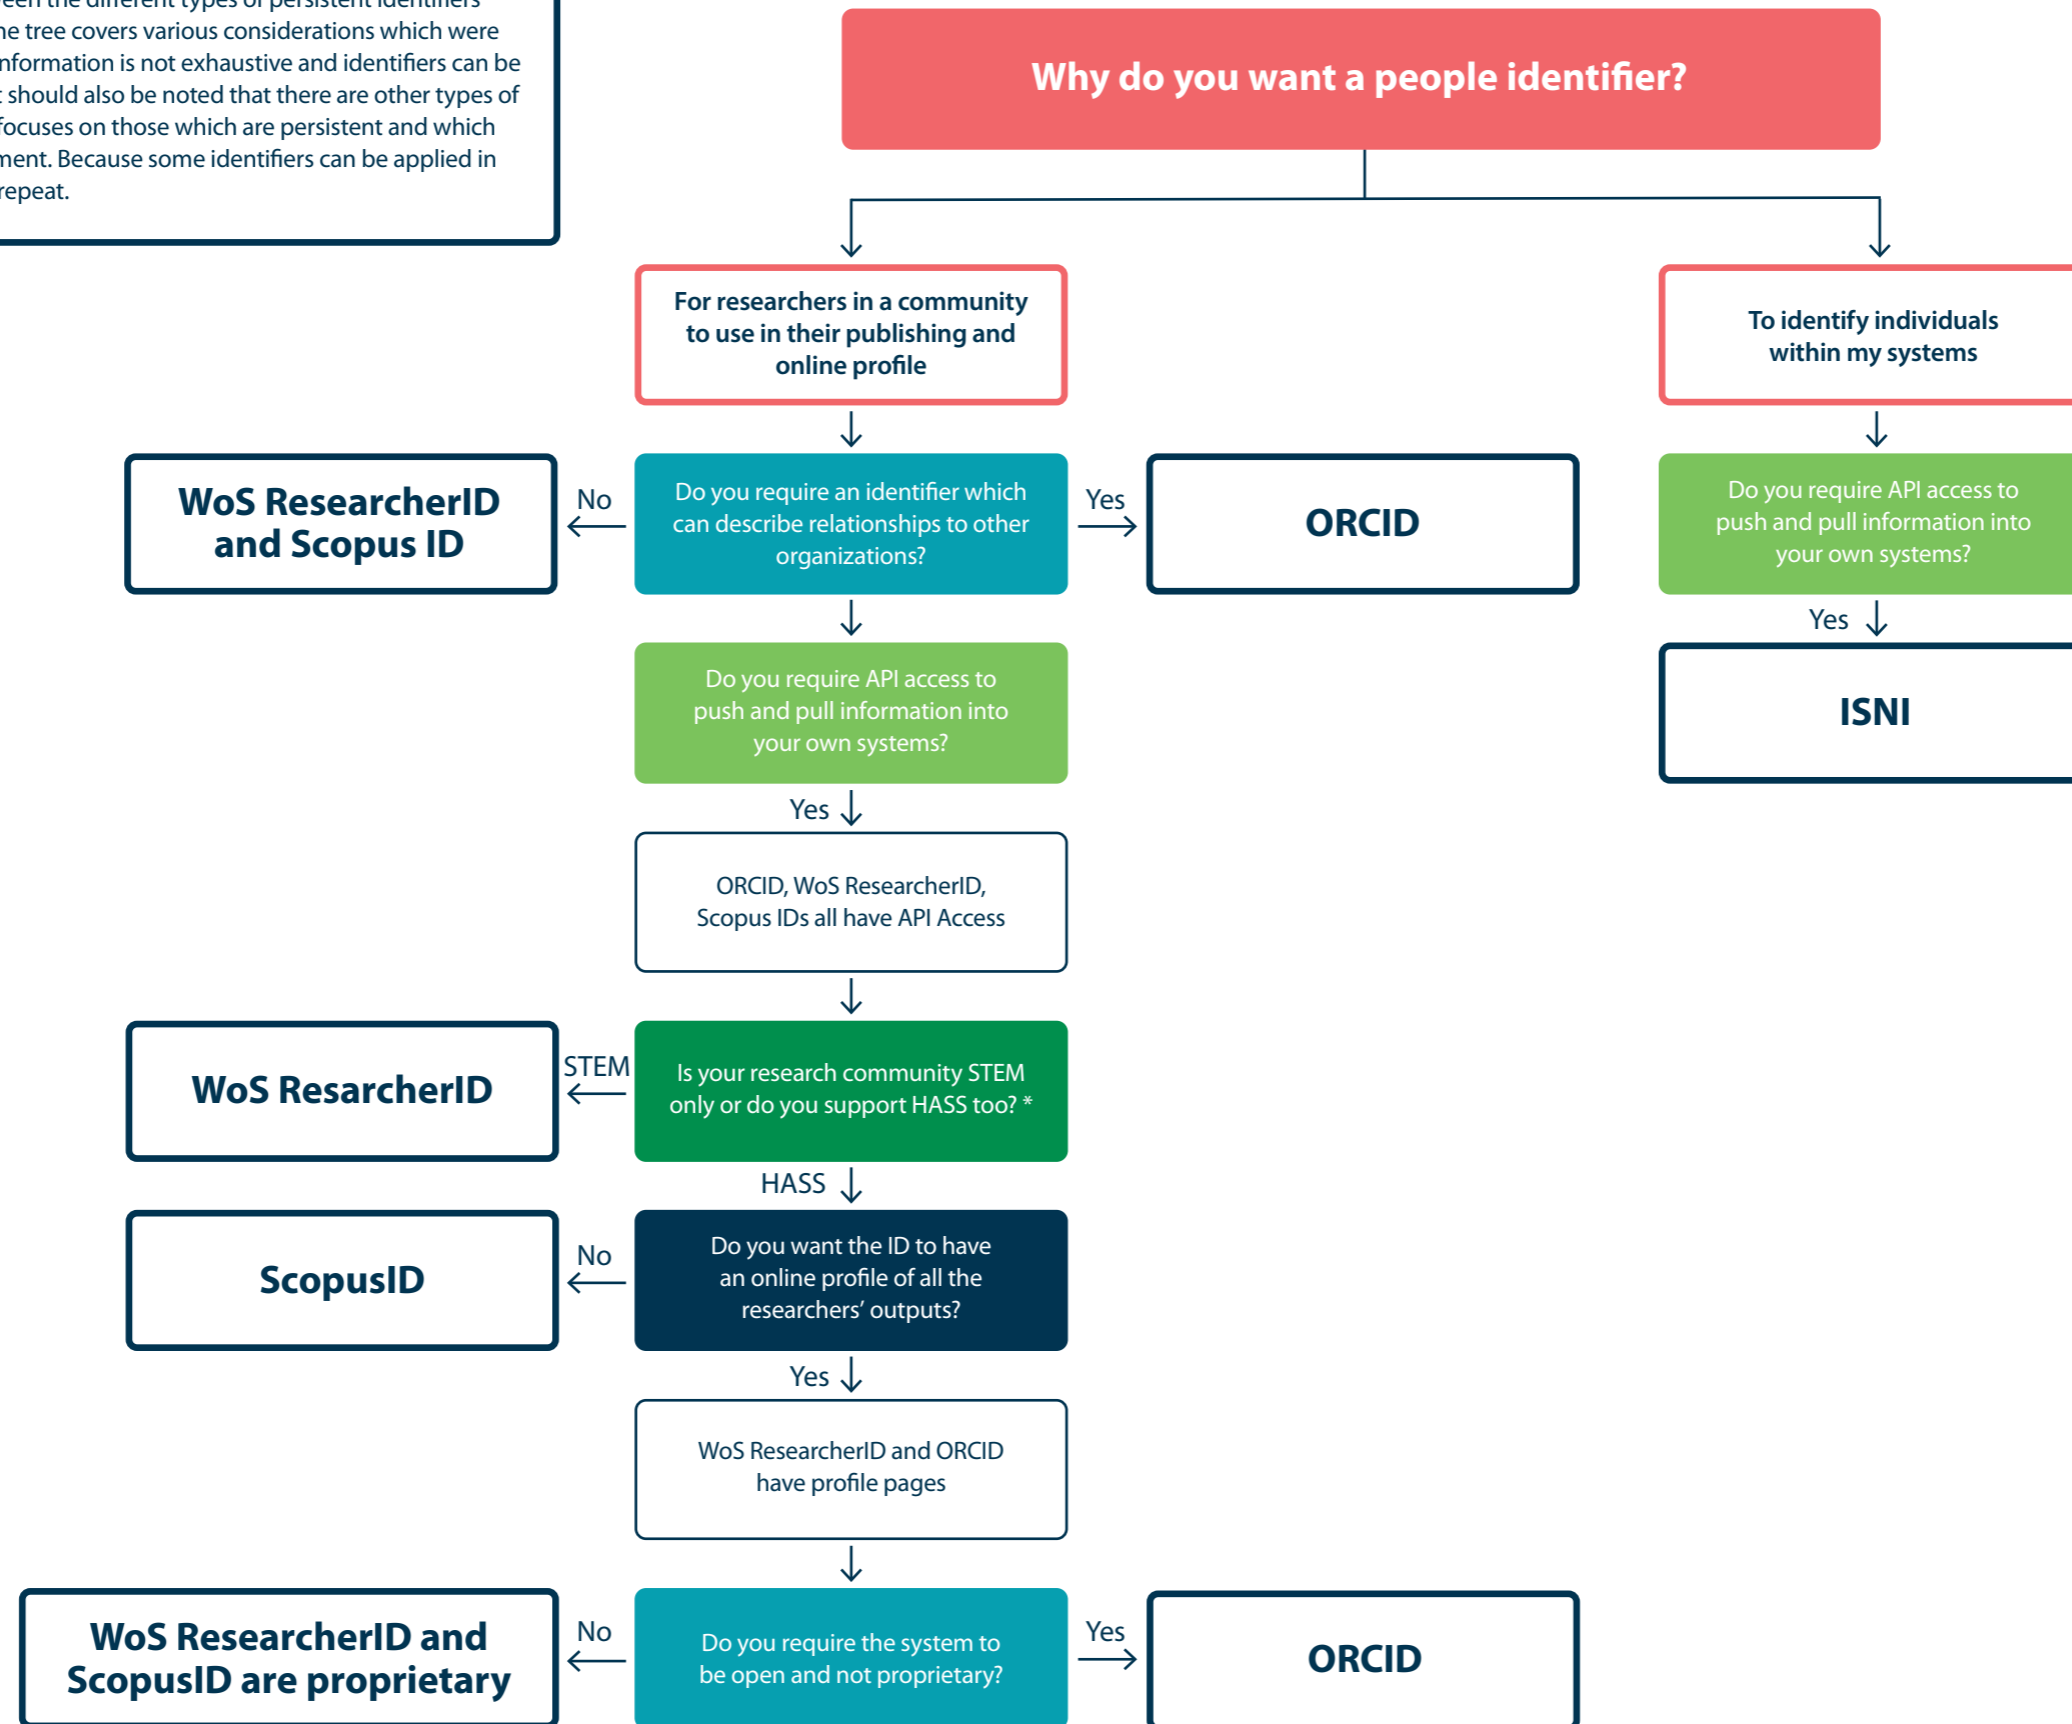 een the different types of persistent identifiers
tree covers various considerations which were
information is not exhaustive and identifiers can be
should also be noted that there are other types of
focuses on those which are persistent and which
ment. Because some identifiers can be applied in
repeat.
Why do you want a people identifier?
For researchers in a community
to use in their publishing and
online profile
To identify individuals
within my systems
WoS ResearcherID
and Scopus ID
No
Do you require an identifier which
can describe relationships to other
organizations?
Yes
ORCID
Do you require API access to
push and pull information into
your own systems?
Yes
ISNI
Do you require API access to
push and pull information into
your own systems?
Yes
ORCID, WoS ResearcherID,
Scopus IDs all have API Access
WoS ResarcherID
STEM
Is your research community STEM
only or do you support HASS too? *
HASS
ScopusID
No
Do you want the ID to have
an online profile of all the
researchers’ outputs?
Yes
WoS ResearcherID and ORCID
have profile pages
WoS ResearcherID and
ScopusID are proprietary
No
Do you require the system to
be open and not proprietary?
Yes
ORCID